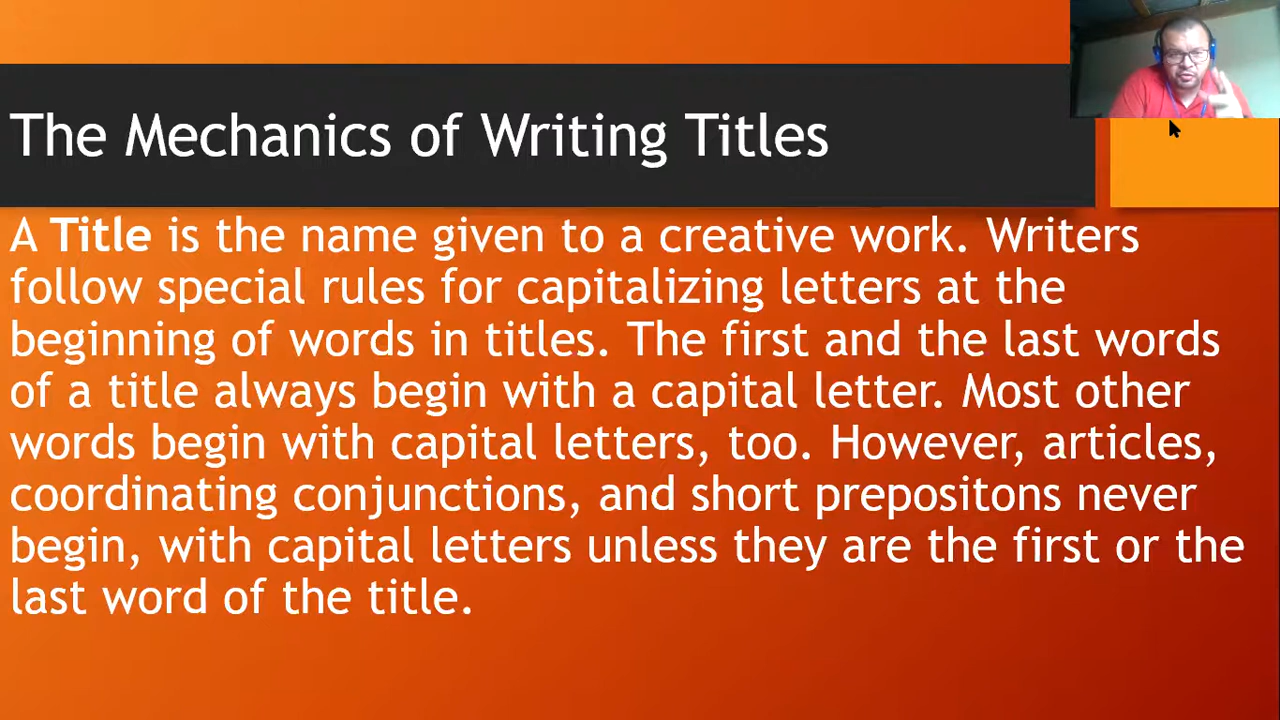 The Mechanics of Writing Titles
A Title is the name given to a creative work. Writers
follow special rules for capitalizing letters at the
beginning of words in titles. The first and the last words
of a title always begin with a capital letter. Most other
words begin with capital letters, too. However, articles,
coordinating conjunctions, and short prepositons never
begin, with capital letters unless they are the first or the
last word of the title.